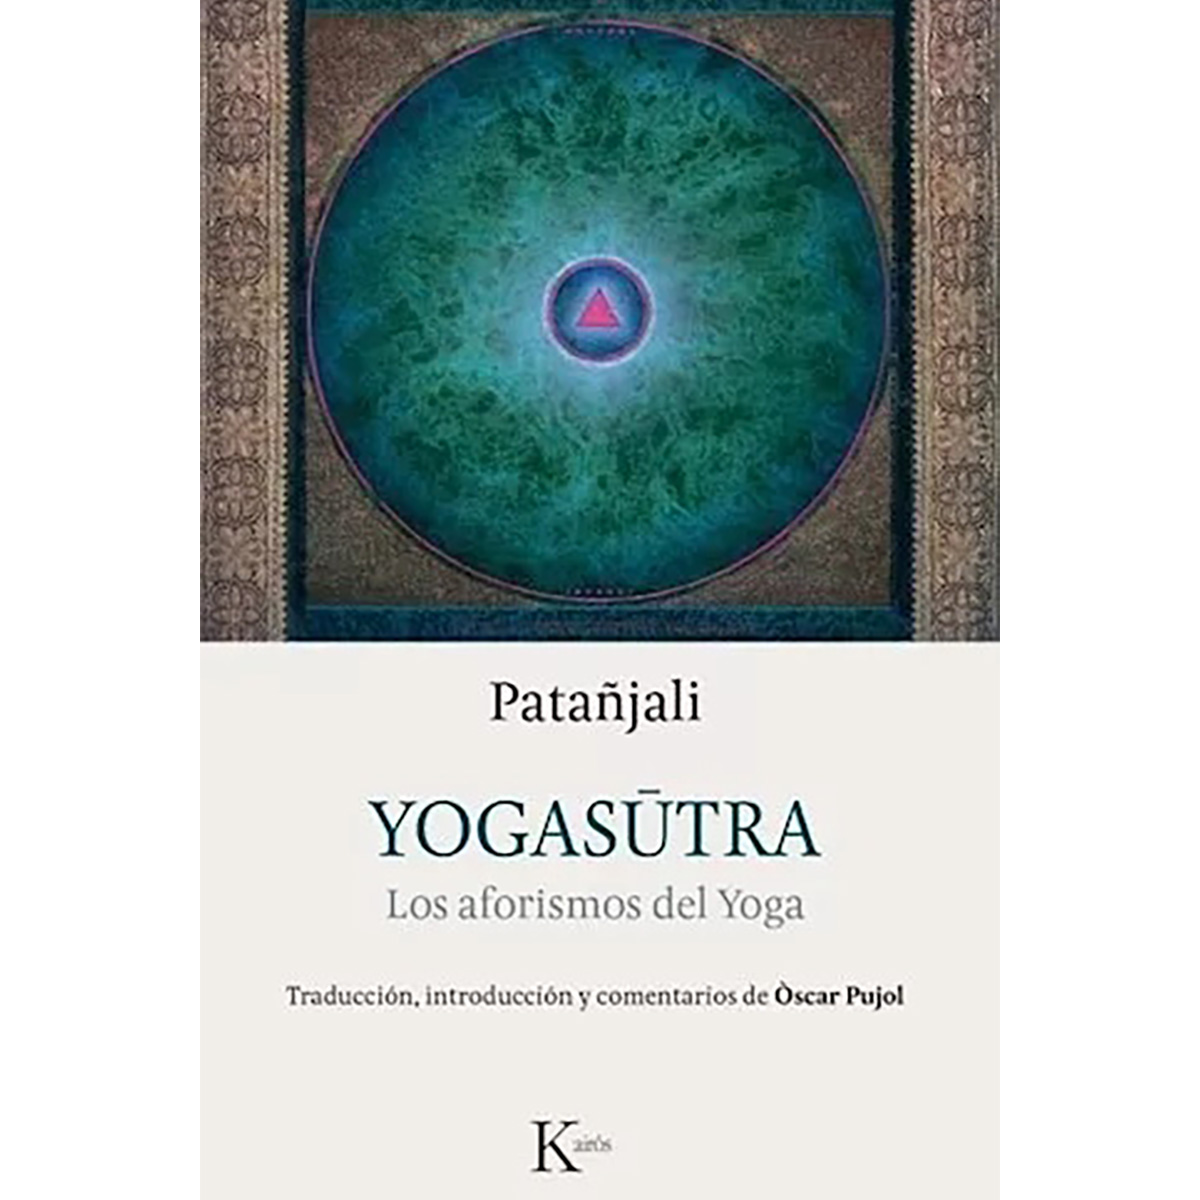 Patañjali
YOGASŪTRA
Los aforismos del Yoga
Traducción, introducción y comentarios de Òscar Pujol
Kairós